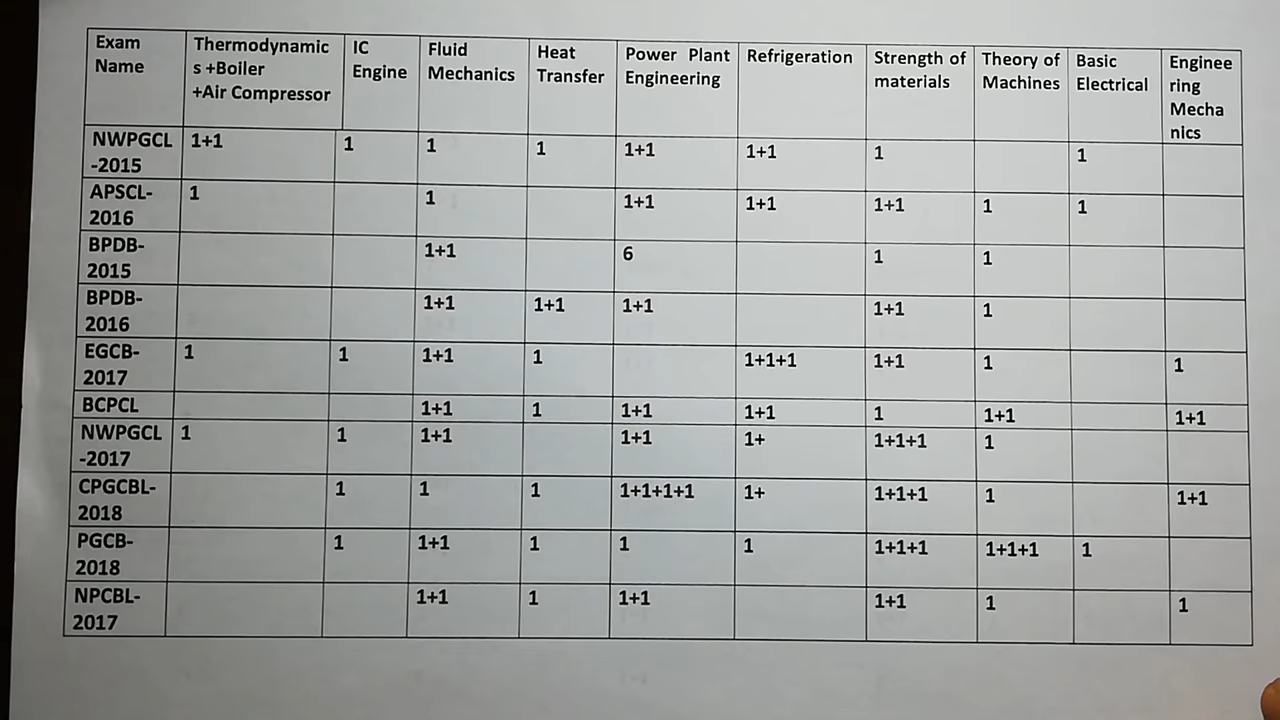 Exam Name Thermodynamic s +Boiler +Air Compressor IC Engine Fluid Mechanics Heat Transfer Power Plant Engineering Refrigeration Strength of materials Theory of Machines Basic Electrical Enginee ring Mecha nics
NWPGCL -2015 1+1 1 1 1 1+1 1+1 1 1
APSCL- 2016 1 1 1+1 1+1 1+1 1 1
BPDB- 2015 1+1 6 1 1
BPDB- 2016 1+1 1+1 1+1 1+1 1
EGCB- 2017 1 1 1+1 1 1+1+1 1+1 1 1
BCPCL 1+1 1 1+1 1+1 1 1+1 1+1
NWPGCL -2017 1 1 1+1 1+1 1+ 1+1+1 1
CPGCBL- 2018 1 1 1 1+1+1+1 1+ 1+1+1 1 1+1
PGCB- 2018 1 1+1 1 1 1 1+1+1 1+1+1 1
NPCBL- 2017 1+1 1 1+1 1+1 1 1